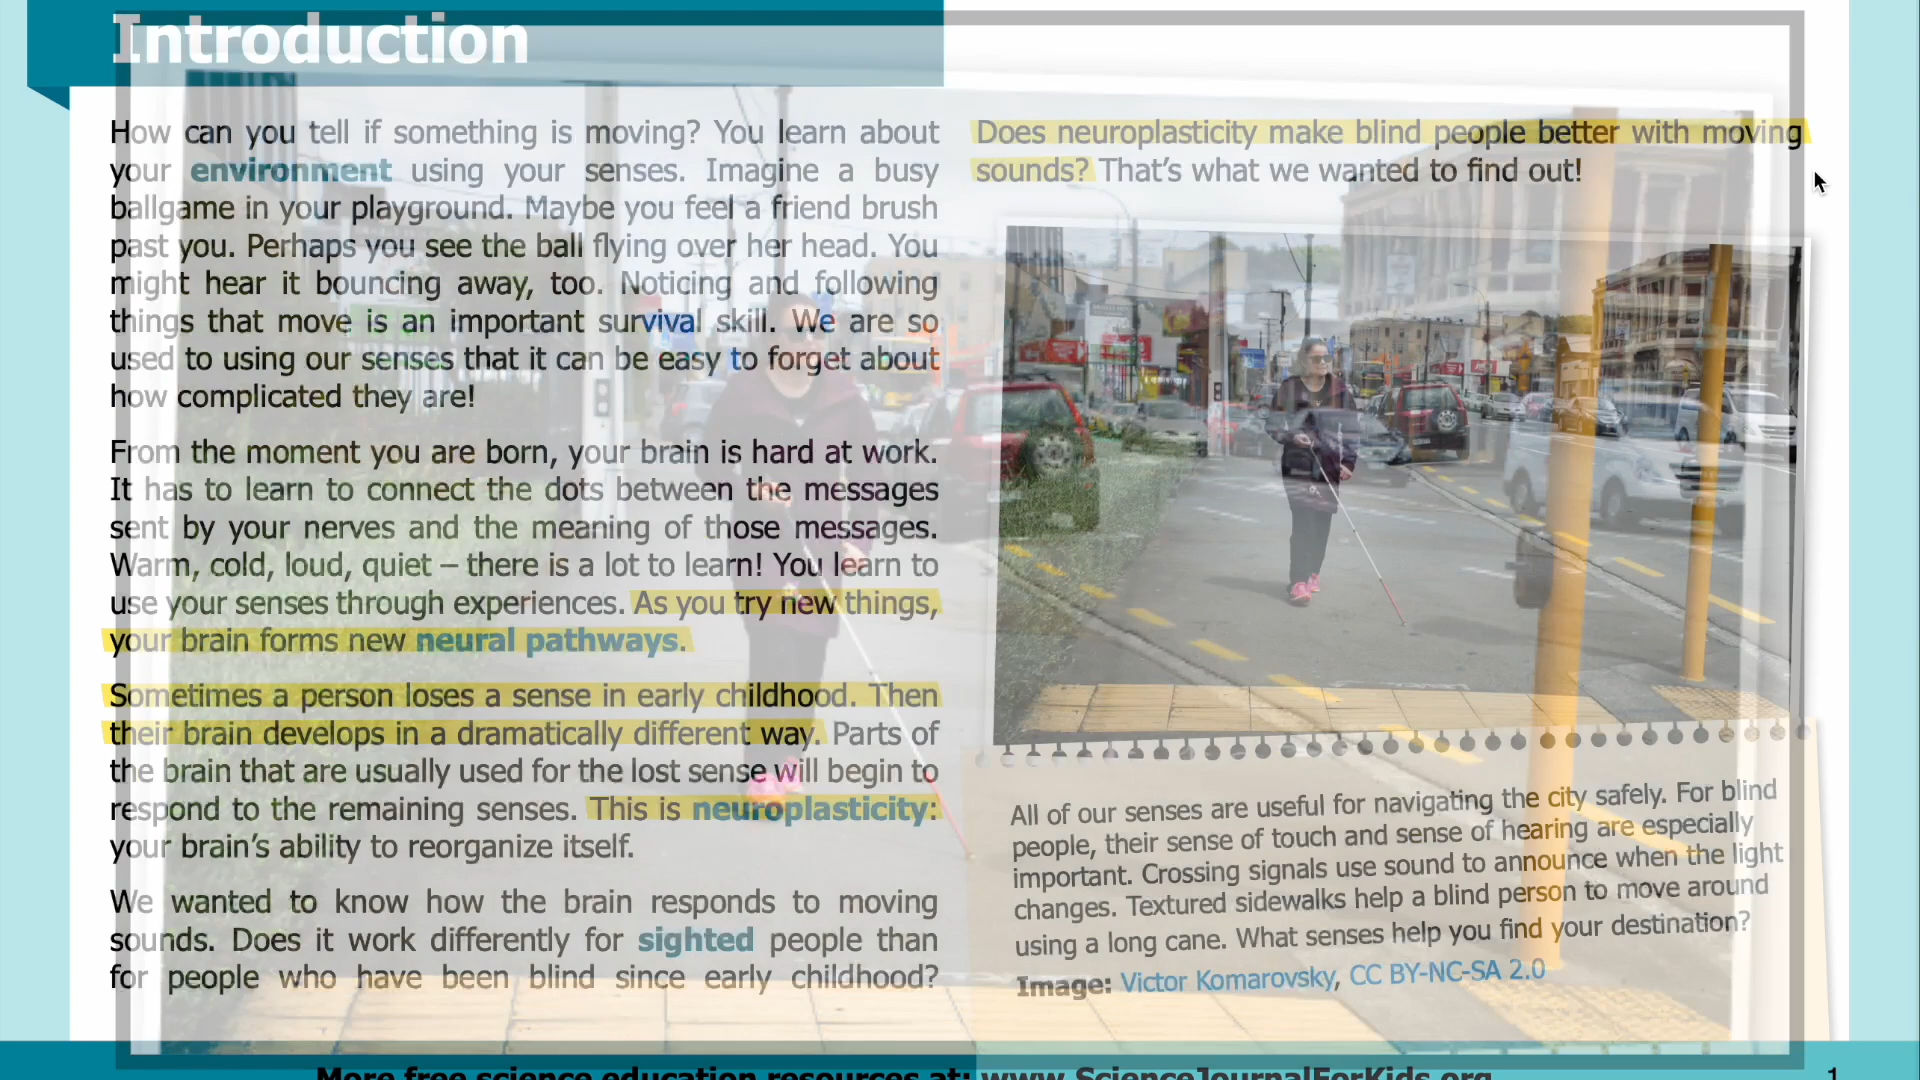 Introduction
How can you tell if something is moving? You learn about
your environment using your senses. Imagine a busy
ballgame in your playground. Maybe you feel a friend brush
past you. Perhaps you see the ball flying over her head. You
might hear it bouncing away, too. Noticing and following
things that move is an important survival skill. We are so
used to using our senses that it can be easy to forget about
how complicated they are!
From the moment you are born, your brain is hard at work.
It has to learn to connect the dots between the messages
sent by your nerves and the meaning of those messages.
Warm, cold, loud, quiet – there is a lot to learn! You learn to
use your senses through experiences. As you try new things,
your brain forms new neural pathways.
Sometimes a person loses a sense in early childhood. Then
their brain develops in a dramatically different way. Parts of
the brain that are usually used for the lost sense will begin to
respond to the remaining senses. This is neuroplasticity:
your brain's ability to reorganize itself.
We wanted to know how the brain responds to moving
sounds. Does it work differently for sighted people than
for people who have been blind since early childhood?
Does neuroplasticity make blind people better with moving
sounds? That's what we wanted to find out!
All of our senses are useful for navigating the city safely. For blind
people, their sense of touch and sense of hearing are especially
important. Crossing signals use sound to announce when the light
changes. Textured sidewalks help a blind person to move around
using a long cane. What senses help you find your destination?
Image: Victor Komarovsky, CC BY-NC-SA 2.0
More free science education resources at: www.ScienceJournalForKids.org
1